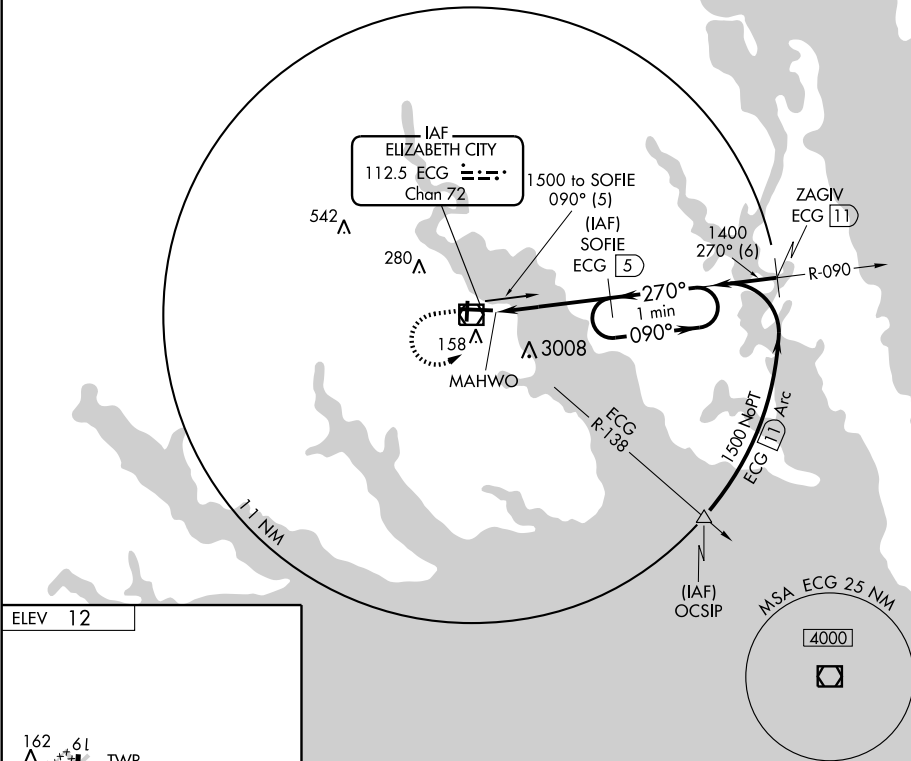 IAF
ELIZABETH CITY
112.5 ECG
Chan 72
1500 to SOFIE
090° (5)
(IAF)
SOFIE
ECG 5
1400
270° (6)
ZAGIV
ECG 11
R-090
542
280
158
3008
MAHWO
270°
1 min
090°
ECG
R-138
1500 NoPT
ECG 11 Arc
11 NM
(IAF)
OCSIP
MSA ECG 25 NM
4000
ELEV 12
162
19
TWR